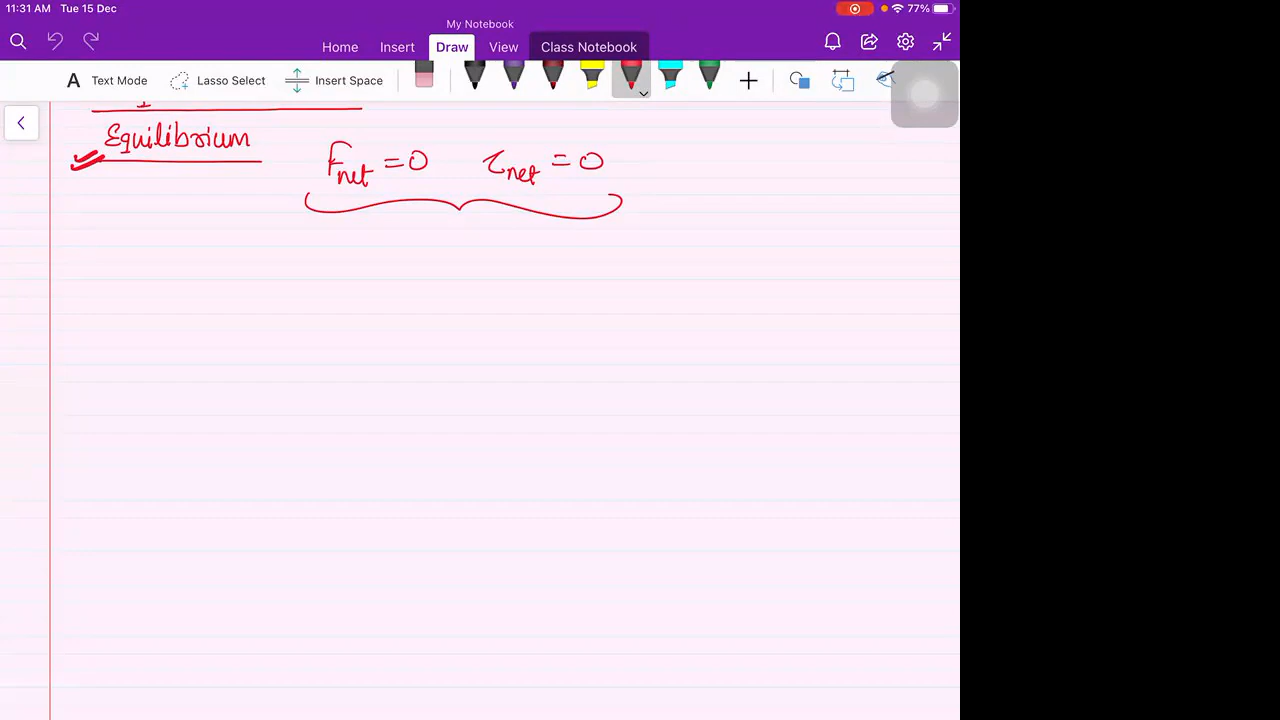 11:31 AM Tue 15 Dec
77%
My Notebook
Home Insert Draw View Class Notebook
Text Mode Lasso Select Insert Space
Equilibrium
Fnet = 0 τnet = 0